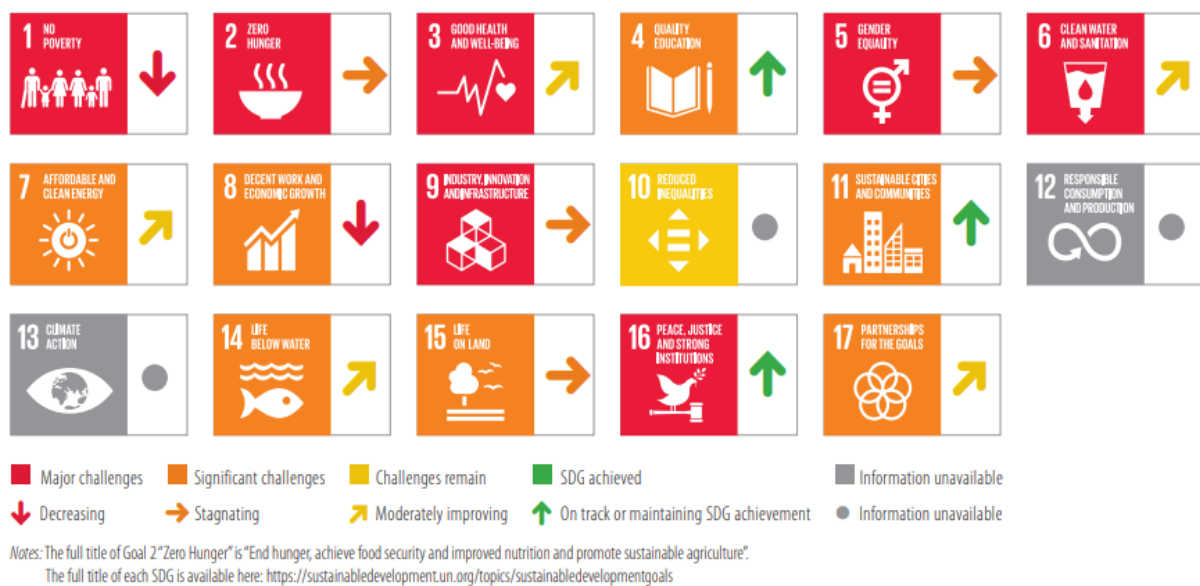 1 NO
POVERTY
2 ZERO
HUNGER
3 GOOD HEALTH
AND WELL-BEING
4 QUALITY
EDUCATION
5 GENDER
EQUALITY
6 CLEAN WATER
AND SANITATION
7 AFFORDABLE AND
CLEAN ENERGY
8 DECENT WORK AND
ECONOMIC GROWTH
9 INDUSTRY, INNOVATION
AND INFRASTRUCTURE
10 REDUCED
INEQUALITIES
11 SUSTAINABLE CITIES
AND COMMUNITIES
12 RESPONSIBLE
CONSUMPTION
AND PRODUCTION
13 CLIMATE
ACTION
14 LIFE
BELOW WATER
15 LIFE
ON LAND
16 PEACE, JUSTICE
AND STRONG
INSTITUTIONS
17 PARTNERSHIPS
FOR THE GOALS
Major challenges Significant challenges Challenges remain SDG achieved Information unavailable
Decreasing Stagnating Moderately improving On track or maintaining SDG achievement Information unavailable
Notes: The full title of Goal 2 “Zero Hunger” is “End hunger, achieve food security and improved nutrition and promote sustainable agriculture”.
The full title of each SDG is available here: https://sustainabledevelopment.un.org/topics/sustainabledevelopmentgoals